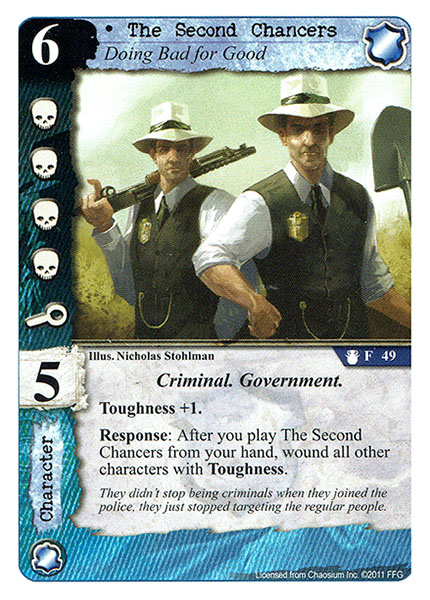 6
• The Second Chancers
Doing Bad for Good
Illus. Nicholas Stohlman
F 49
5
Criminal. Government.
Toughness +1.
Response: After you play The Second
Chancers from your hand, wound all other
characters with Toughness.
They didn't stop being criminals when they joined the
police, they just stopped targeting the regular people.
Character
Licensed from Chaosium Inc. ©2011 FFG